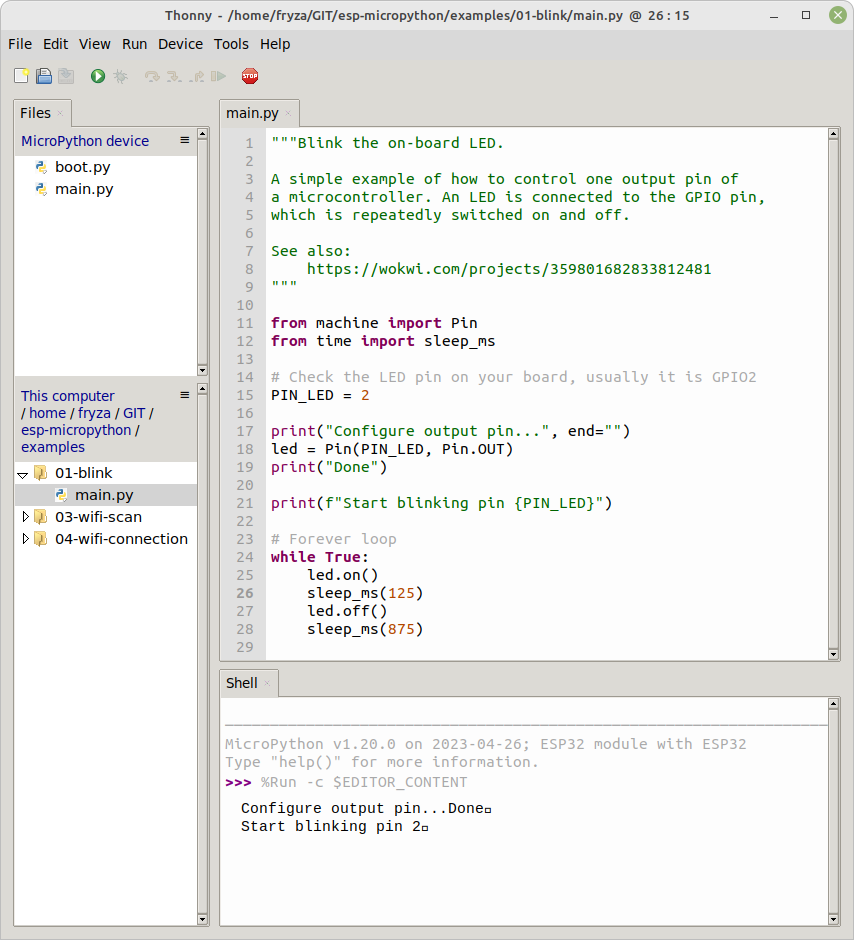 Thonny - /home/fryza/GIT/esp-micropython/examples/01-blink/main.py @ 26 : 15
File Edit View Run Device Tools Help
STOP
Files
MicroPython device
boot.py
main.py
This computer
/ home / fryza / GIT /
esp-micropython /
examples
01-blink
main.py
03-wifi-scan
04-wifi-connection
main.py
1 """Blink the on-board LED.
2
3 A simple example of how to control one output pin of
4 a microcontroller. An LED is connected to the GPIO pin,
5 which is repeatedly switched on and off.
6
7 See also:
8     https://wokwi.com/projects/359801682833812481
9 """
10
11 from machine import Pin
12 from time import sleep_ms
13
14 # Check the LED pin on your board, usually it is GPIO2
15 PIN_LED = 2
16
17 print("Configure output pin...", end="")
18 led = Pin(PIN_LED, Pin.OUT)
19 print("Done")
20
21 print(f"Start blinking pin {PIN_LED}")
22
23 # Forever loop
24 while True:
25     led.on()
26     sleep_ms(125)
27     led.off()
28     sleep_ms(875)
29
Shell
MicroPython v1.20.0 on 2023-04-26; ESP32 module with ESP32
Type "help()" for more information.
>>> %Run -c $EDITOR_CONTENT
Configure output pin...Done
Start blinking pin 2